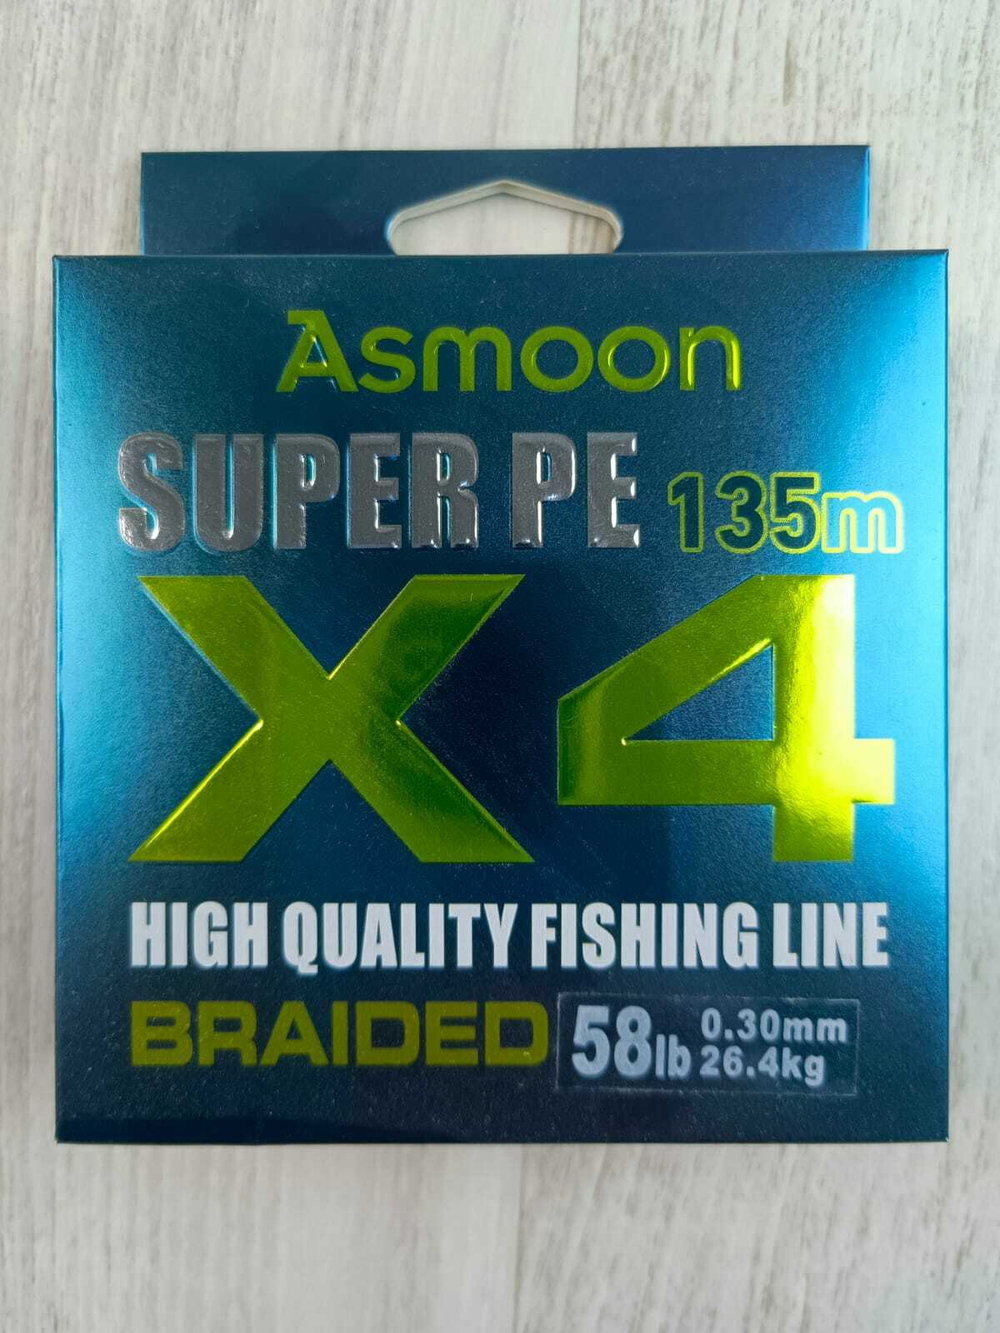 Asmoon
SUPER PE 135m
X4
HIGH QUALITY FISHING LINE
BRAIDED 58lb 0.30mm
26.4kg